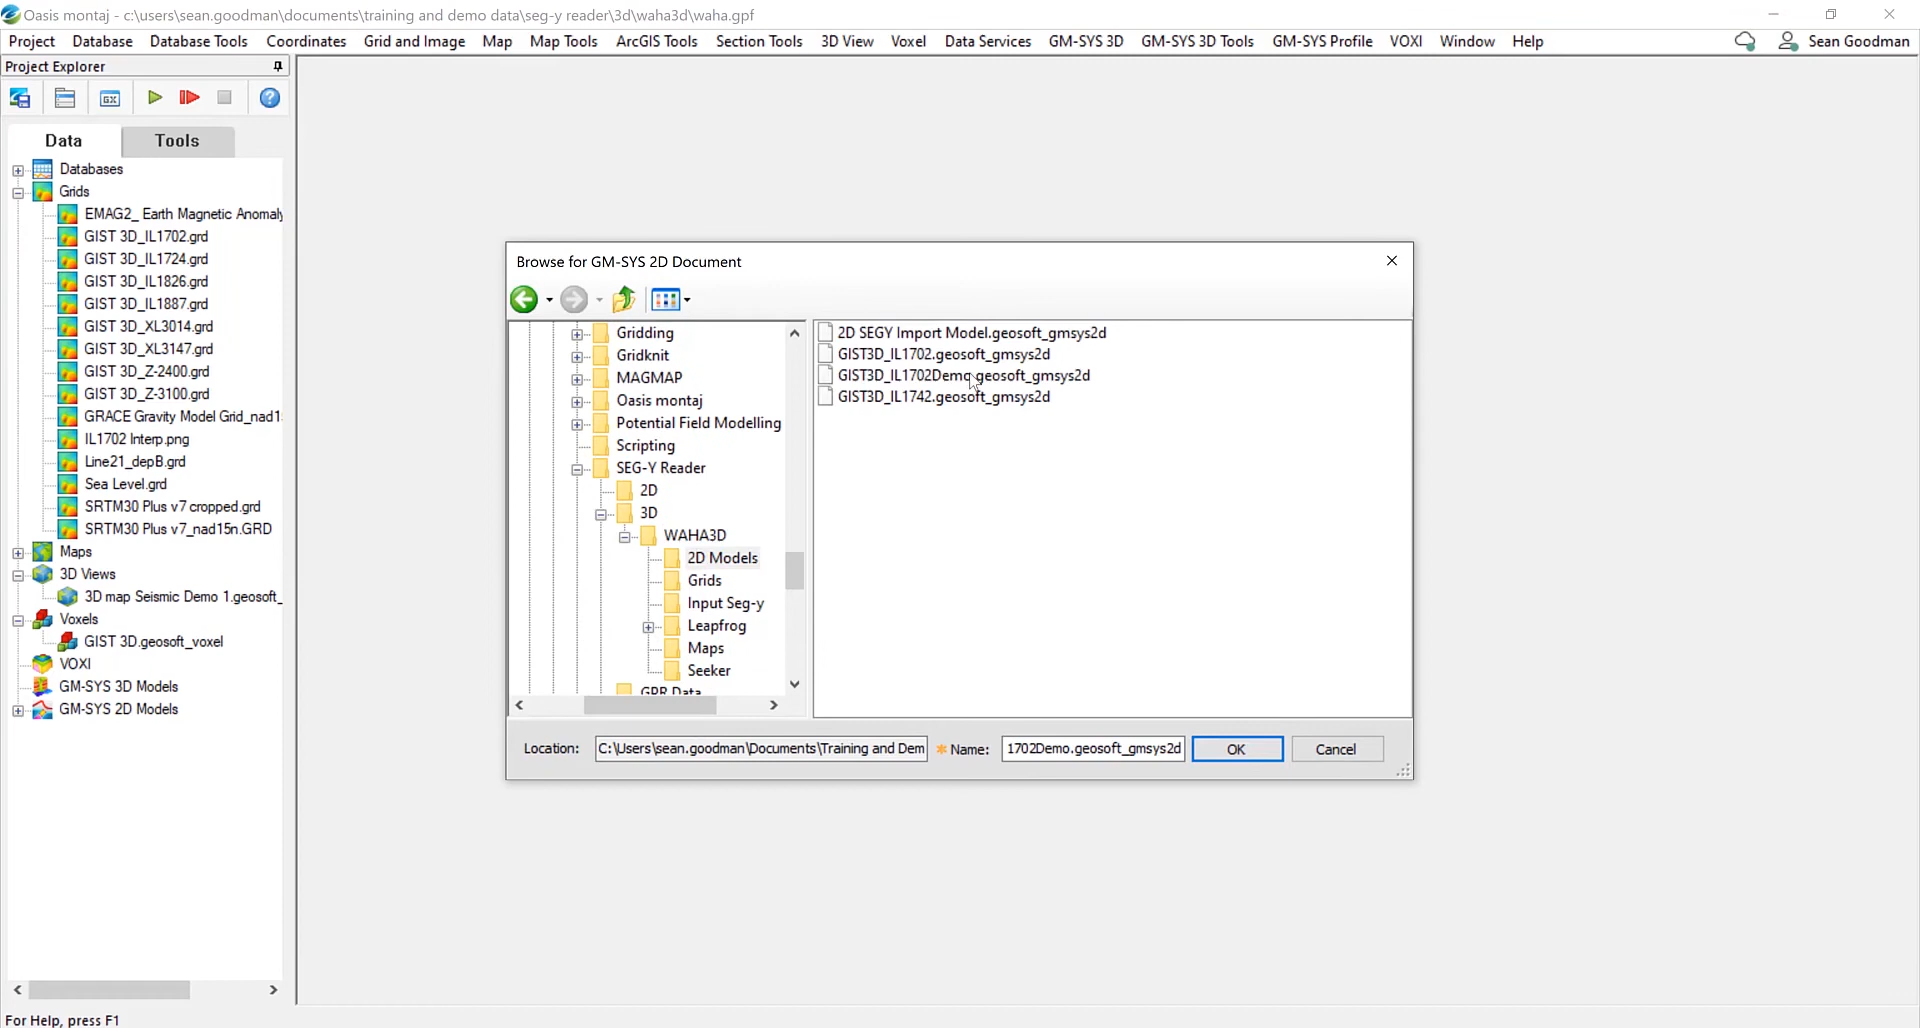 Oasis montaj - c:\users\sean.goodman\documents\training and demo data\seg-y reader\3d\waha3d\waha.gpf
Project Database Database Tools Coordinates Grid and Image Map Map Tools ArcGIS Tools Section Tools 3D View Voxel Data Services GM-SYS 3D GM-SYS 3D Tools GM-SYS Profile VOXI Window Help Sean Goodman
Project Explorer
GX
Data Tools
Databases
Grids
EMAG2_ Earth Magnetic Anomaly
GIST 3D_IL1702.grd
GIST 3D_IL1724.grd
GIST 3D_IL1826.grd
GIST 3D_IL1887.grd
GIST 3D_XL3014.grd
GIST 3D_XL3147.grd
GIST 3D_Z-2400.grd
GIST 3D_Z-3100.grd
GRACE Gravity Model Grid_nad1
IL1702 Interp.png
Line21_depB.grd
Sea Level.grd
SRTM30 Plus v7 cropped.grd
SRTM30 Plus v7_nad15n.GRD
Maps
3D Views
3D map Seismic Demo 1.geosoft_
Voxels
GIST 3D.geosoft_voxel
VOXI
GM-SYS 3D Models
GM-SYS 2D Models
Browse for GM-SYS 2D Document
Gridding
Gridknit
MAGMAP
Oasis montaj
Potential Field Modelling
Scripting
SEG-Y Reader
2D
3D
WAHA3D
2D Models
Grids
Input Seg-y
Leapfrog
Maps
Seeker
GPR Data
2D SEGY Import Model.geosoft_gmsys2d
GIST3D_IL1702.geosoft_gmsys2d
GIST3D_IL1702Demo.geosoft_gmsys2d
GIST3D_IL1742.geosoft_gmsys2d
Location: C:\Users\sean.goodman\Documents\Training and Dem * Name: 1702Demo.geosoft_gmsys2d OK Cancel
For Help, press F1